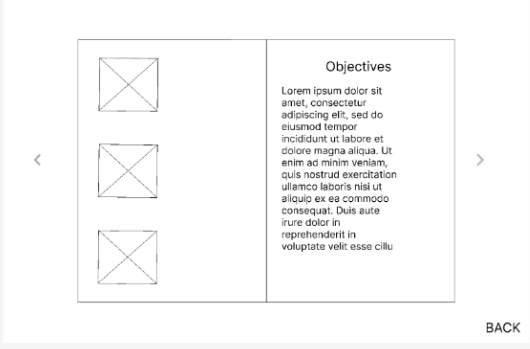 Objectives
Lorem ipsum dolor sit
amet, consectetur
adipiscing elit, sed do
eiusmod tempor
incididunt ut labore et
dolore magna aliqua. Ut
enim ad minim veniam,
quis nostrud exercitation
ullamco laboris nisi ut
aliquip ex ea commodo
consequat. Duis aute
irure dolor in
reprehenderit in
voluptate velit esse cillu
BACK